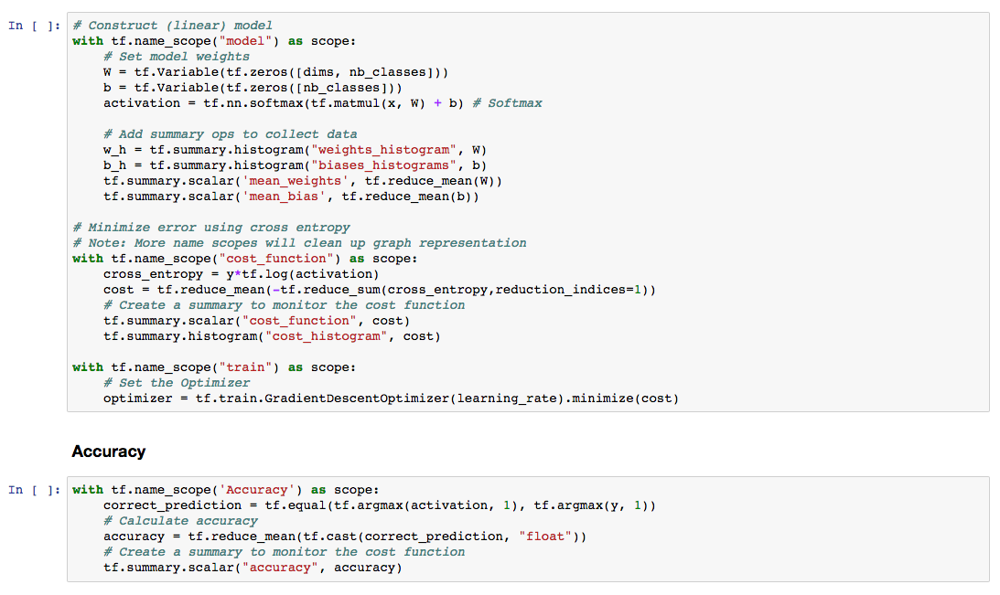 In [ ]: # Construct (linear) model
with tf.name_scope("model") as scope:
    # Set model weights
    W = tf.Variable(tf.zeros([dims, nb_classes]))
    b = tf.Variable(tf.zeros([nb_classes]))
    activation = tf.nn.softmax(tf.matmul(x, W) + b) # Softmax

    # Add summary ops to collect data
    w_h = tf.summary.histogram("weights_histogram", W)
    b_h = tf.summary.histogram("biases_histograms", b)
    tf.summary.scalar('mean_weights', tf.reduce_mean(W))
    tf.summary.scalar('mean_bias', tf.reduce_mean(b))

# Minimize error using cross entropy
# Note: More name scopes will clean up graph representation
with tf.name_scope("cost_function") as scope:
    cross_entropy = y*tf.log(activation)
    cost = tf.reduce_mean(-tf.reduce_sum(cross_entropy,reduction_indices=1))
    # Create a summary to monitor the cost function
    tf.summary.scalar("cost_function", cost)
    tf.summary.histogram("cost_histogram", cost)

with tf.name_scope("train") as scope:
    # Set the Optimizer
    optimizer = tf.train.GradientDescentOptimizer(learning_rate).minimize(cost)

Accuracy

In [ ]: with tf.name_scope('Accuracy') as scope:
    correct_prediction = tf.equal(tf.argmax(activation, 1), tf.argmax(y, 1))
    # Calculate accuracy
    accuracy = tf.reduce_mean(tf.cast(correct_prediction, "float"))
    # Create a summary to monitor the cost function
    tf.summary.scalar("accuracy", accuracy)